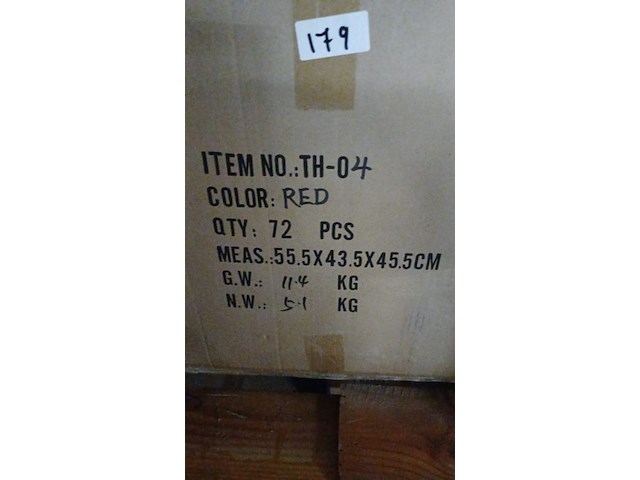 179
ITEM NO.:TH-04
COLOR: RED
QTY: 72 PCS
MEAS.:55.5X43.5X45.5CM
G.W.: 11.4 KG
N.W.: 5.1 KG